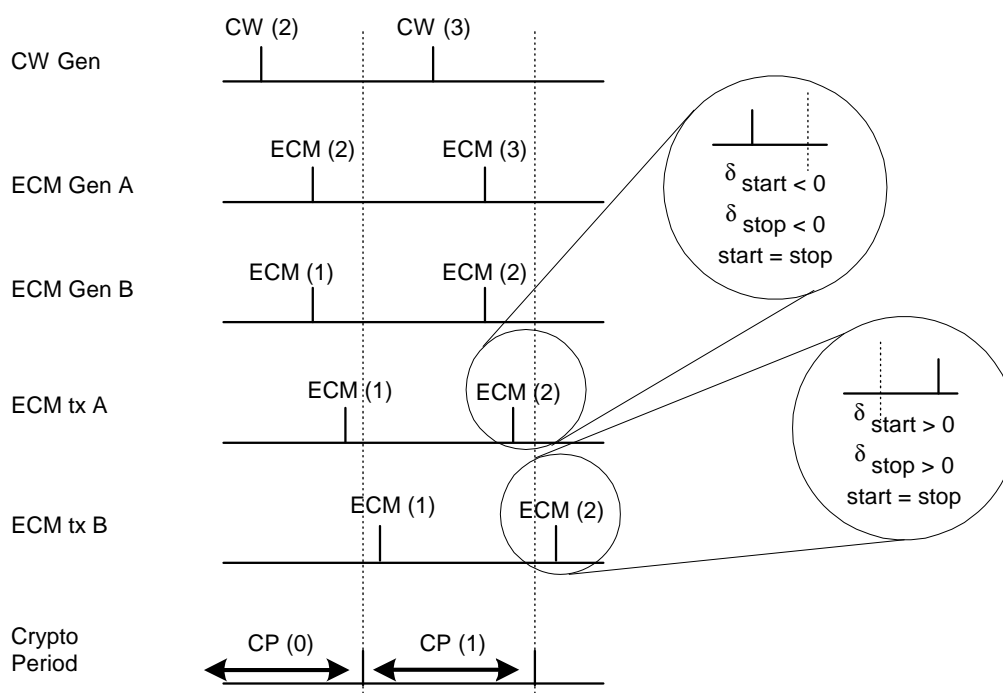 CW (2) CW (3)
CW Gen
ECM (2) ECM (3)
ECM Gen A
δ start < 0
δ stop < 0
start = stop
ECM (1) ECM (2)
ECM Gen B
ECM (1) ECM (2)
ECM tx A
δ start > 0
δ stop > 0
start = stop
ECM (1) ECM (2)
ECM tx B
Crypto
Period
CP (0) CP (1)